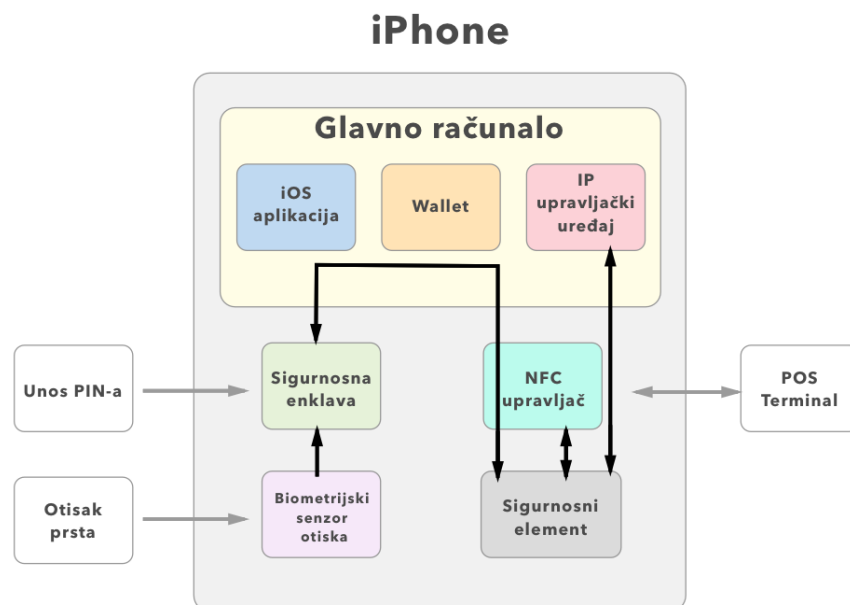 iPhone
Glavno računalo
iOS
aplikacija
Wallet
IP
upravljački
uređaj
Unos PIN-a
Sigurnosna
enklava
NFC
upravljač
POS
Terminal
Otisak
prsta
Biometrijski
senzor
otiska
Sigurnosni
element